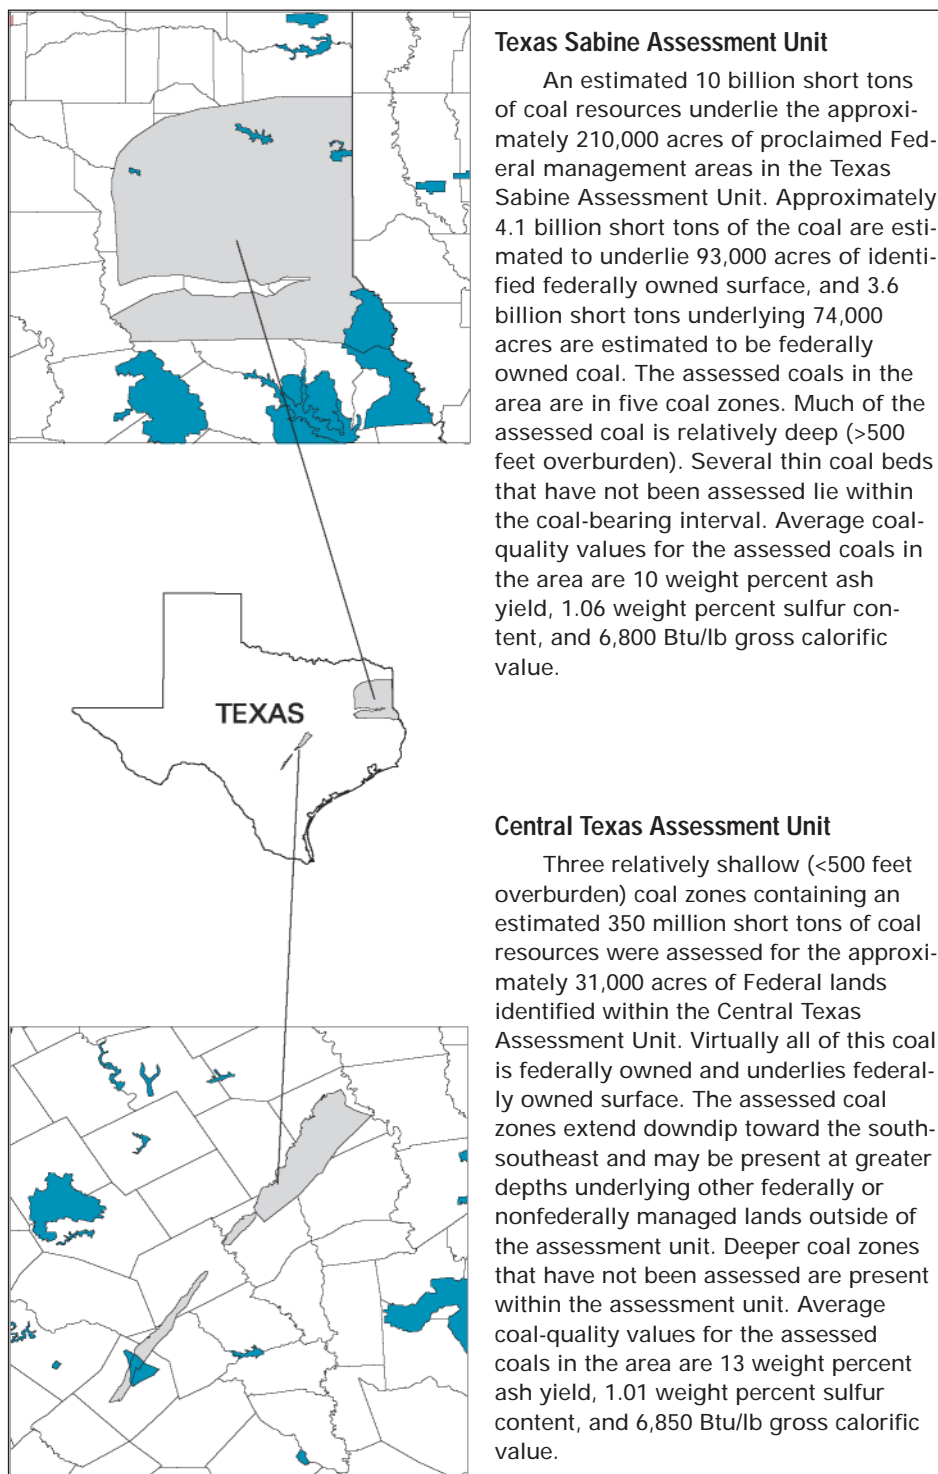 Texas Sabine Assessment Unit
An estimated 10 billion short tons
of coal resources underlie the approxi-
mately 210,000 acres of proclaimed Fed-
eral management areas in the Texas
Sabine Assessment Unit. Approximately
4.1 billion short tons of the coal are esti-
mated to underlie 93,000 acres of identi-
fied federally owned surface, and 3.6
billion short tons underlying 74,000
acres are estimated to be federally
owned coal. The assessed coals in the
area are in five coal zones. Much of the
assessed coal is relatively deep (>500
feet overburden). Several thin coal beds
that have not been assessed lie within
the coal-bearing interval. Average coal-
quality values for the assessed coals in
the area are 10 weight percent ash
yield, 1.06 weight percent sulfur con-
tent, and 6,800 Btu/lb gross calorific
value.
TEXAS
Central Texas Assessment Unit
Three relatively shallow (<500 feet
overburden) coal zones containing an
estimated 350 million short tons of coal
resources were assessed for the approxi-
mately 31,000 acres of Federal lands
identified within the Central Texas
Assessment Unit. Virtually all of this coal
is federally owned and underlies federal-
ly owned surface. The assessed coal
zones extend downdip toward the south-
southeast and may be present at greater
depths underlying other federally or
nonfederally managed lands outside of
the assessment unit. Deeper coal zones
that have not been assessed are present
within the assessment unit. Average
coal-quality values for the assessed
coals in the area are 13 weight percent
ash yield, 1.01 weight percent sulfur
content, and 6,850 Btu/lb gross calorific
value.